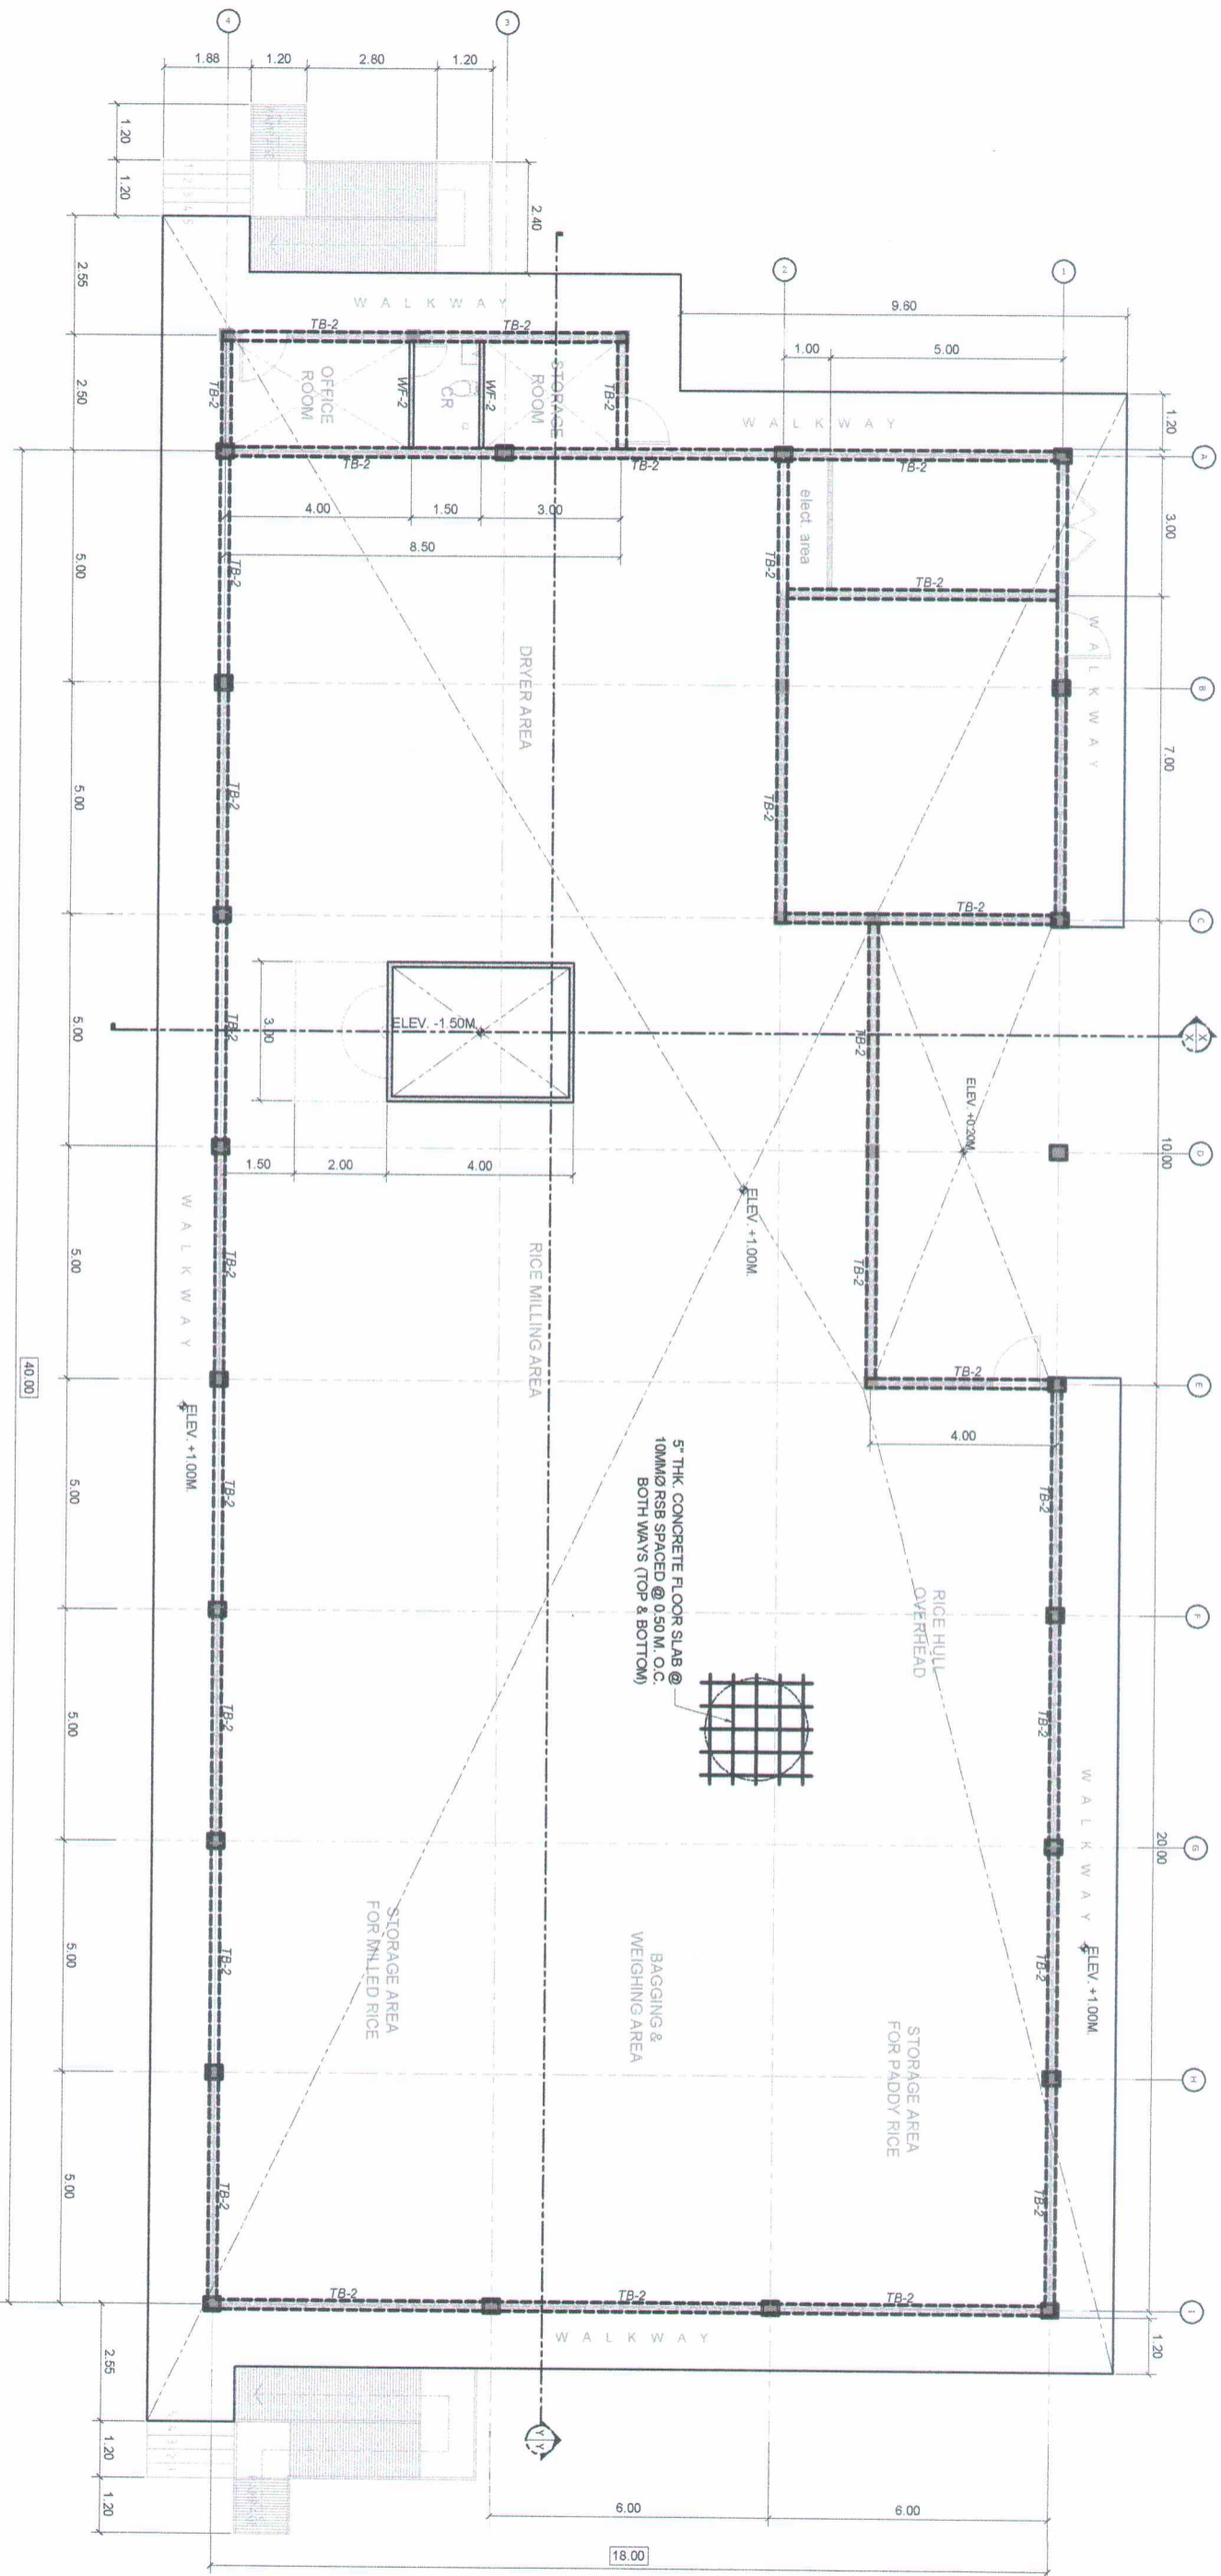 4
3
1.88
1.20
2.80
1.20
1.20
1.20
2.40
2
1
9.60
1.00
5.00
2.55
2.50
1.20
WALKWAY
WALKWAY
TB-2
TB-2
TB-2
OFFICE
ROOM
WF-2
CR
WF-2
STORAGE
ROOM
TB-2
TB-2
TB-2
A
3.00
4.00
1.50
3.00
8.50
elect. area
TB-2
TB-2
TB-2
WALKWAY
5.00
DRYER AREA
B
7.00
5.00
TB-2
TB-2
TB-2
C
5.00
TB-2
3.00
ELEV. -1.50M.
TB-2
X
X
ELEV. +0.20M.
10.00
D
1.50
2.00
4.00
ELEV. +1.00M.
WALKWAY
5.00
TB-2
RICE MILLING AREA
TB-2
40.00
ELEV. +1.00M.
TB-2
E
4.00
5.00
TB-2
5" THK. CONCRETE FLOOR SLAB @
10MMØ RSB SPACED @ 0.50 M. O.C.
BOTH WAYS (TOP & BOTTOM)
TB-2
RICE HULL
OVERHEAD
F
5.00
TB-2
TB-2
WALKWAY
20.00
G
5.00
TB-2
STORAGE AREA
FOR MILLED RICE
BAGGING &
WEIGHING AREA
TB-2
ELEV. +1.00M.
STORAGE AREA
FOR PADDY RICE
H
5.00
TB-2
TB-2
TB-2
TB-2
TB-2
I
WALKWAY
1.20
2.55
1.20
1.20
Y
Y
6.00
6.00
18.00